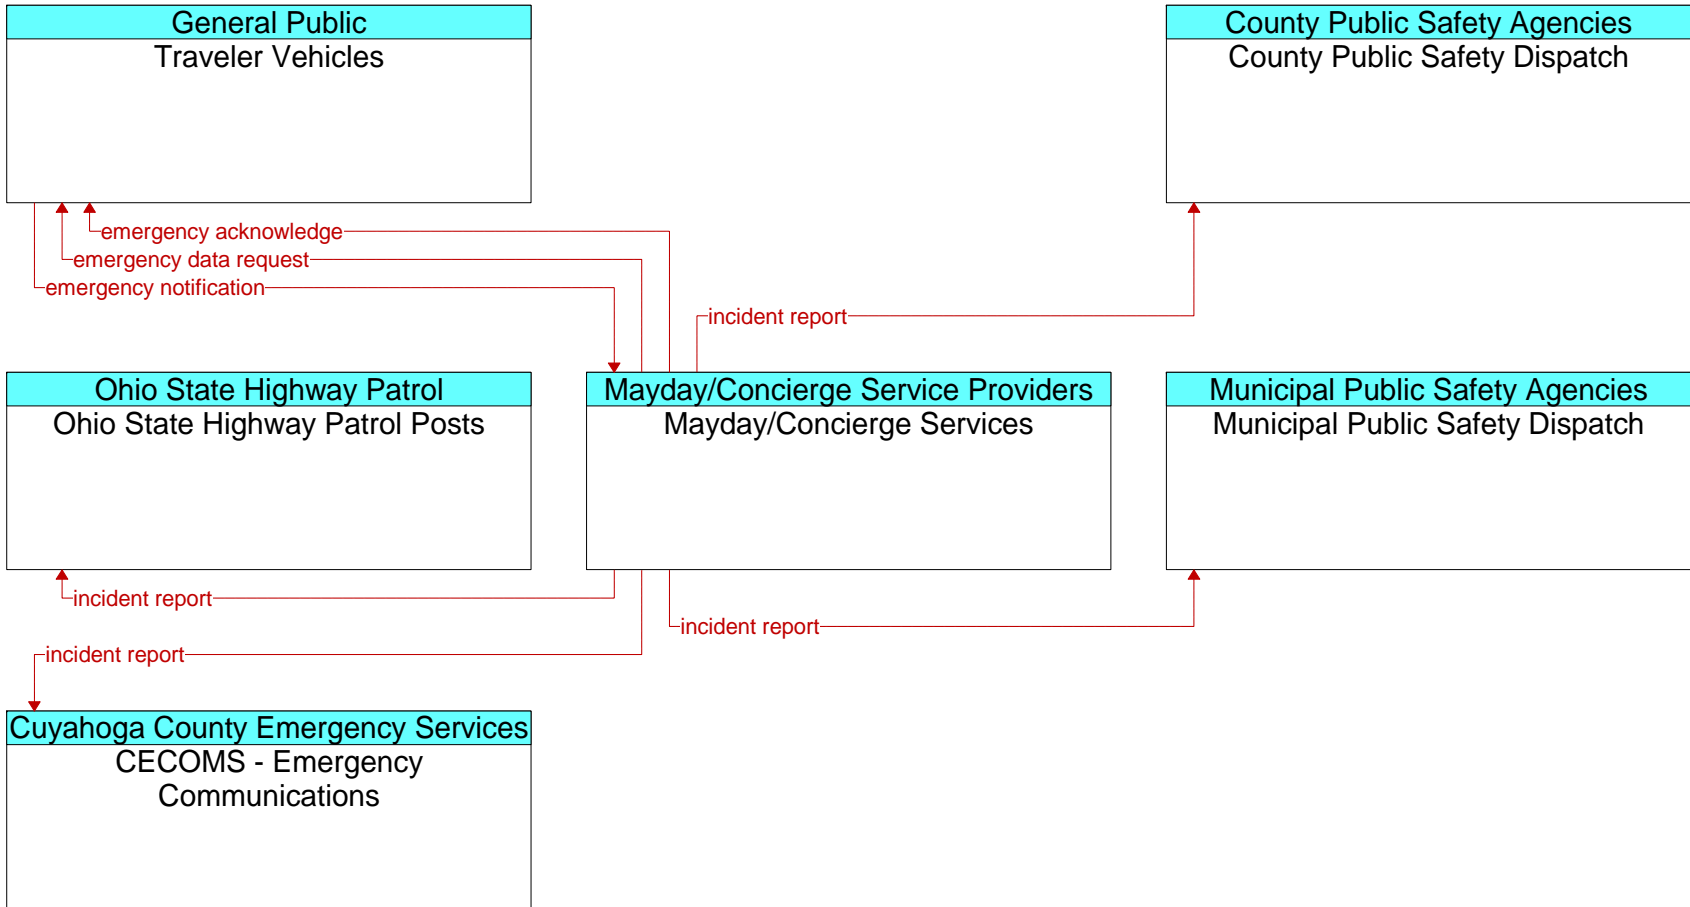 General Public
Traveler Vehicles
County Public Safety Agencies
County Public Safety Dispatch
emergency acknowledge
emergency data request
emergency notification
incident report
Ohio State Highway Patrol
Ohio State Highway Patrol Posts
Mayday/Concierge Service Providers
Mayday/Concierge Services
Municipal Public Safety Agencies
Municipal Public Safety Dispatch
incident report
incident report
incident report
Cuyahoga County Emergency Services
CECOMS - Emergency
Communications